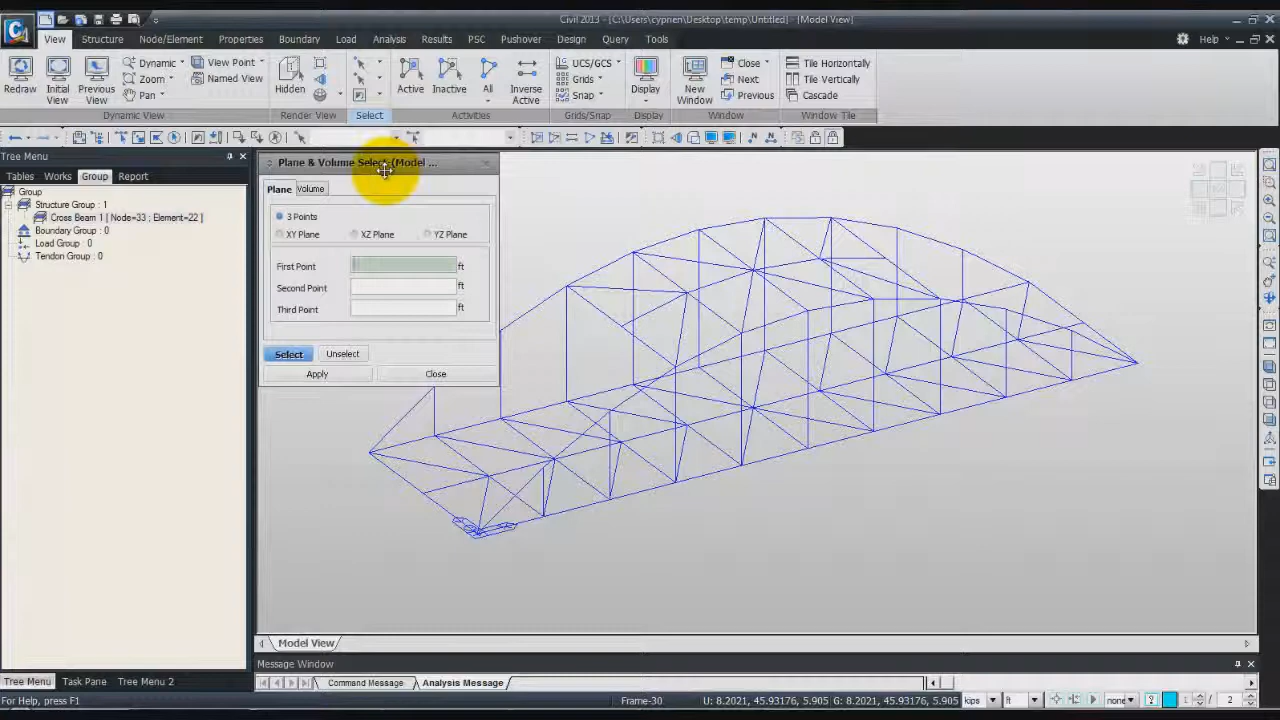 Civil 2013 - [C:\Users\cypnen\Desktop\temp\Untitled] - [Model View]
View Structure Node/Element Properties Boundary Load Analysis Results PSC Pushover Design Query Tools Help
Redraw Initial View Previous View Dynamic Zoom Pan View Point Named View Hidden Active Inactive All Inverse Active UCS/GCS Grids Snap Display New Window Close Next Previous Tile Horizontally Tile Vertically Cascade
Dynamic View Render View Select Activities Grids/Snap Display Window Window Tile
Tree Menu
Tables Works Group Report
Group
Structure Group : 1
Cross Beam 1 [ Node=33 ; Element=22 ]
Boundary Group : 0
Load Group : 0
Tendon Group : 0
Plane & Volume Select (Model ...
Plane Volume
3 Points
XY Plane XZ Plane YZ Plane
First Point ft
Second Point ft
Third Point ft
Select Unselect
Apply Close
Model View
Message Window
Command Message Analysis Message
Tree Menu Task Pane Tree Menu 2
For Help, press F1
Frame-30
U: 8.2021, 45.93176, 5.905 G: 8.2021, 45.93176, 5.905
kips ft none 1 / 2